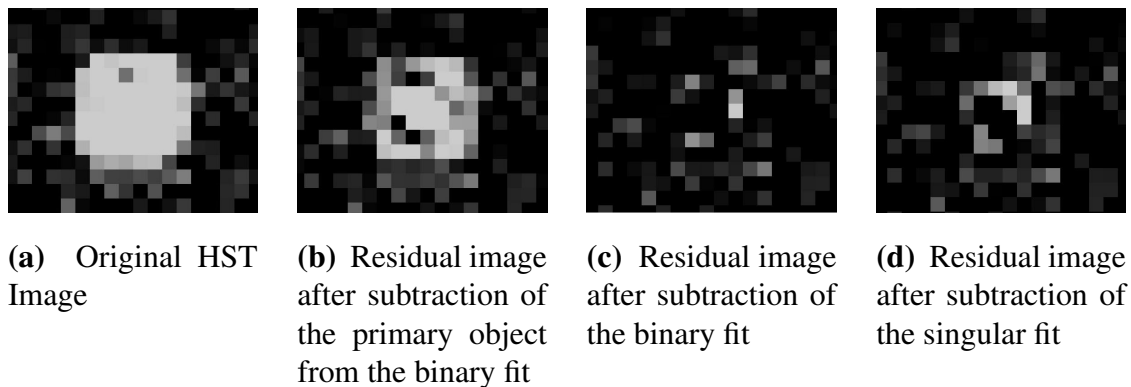 (a) Original HST
Image
(b) Residual image
after subtraction of
the primary object
from the binary fit
(c) Residual image
after subtraction of
the binary fit
(d) Residual image
after subtraction of
the singular fit